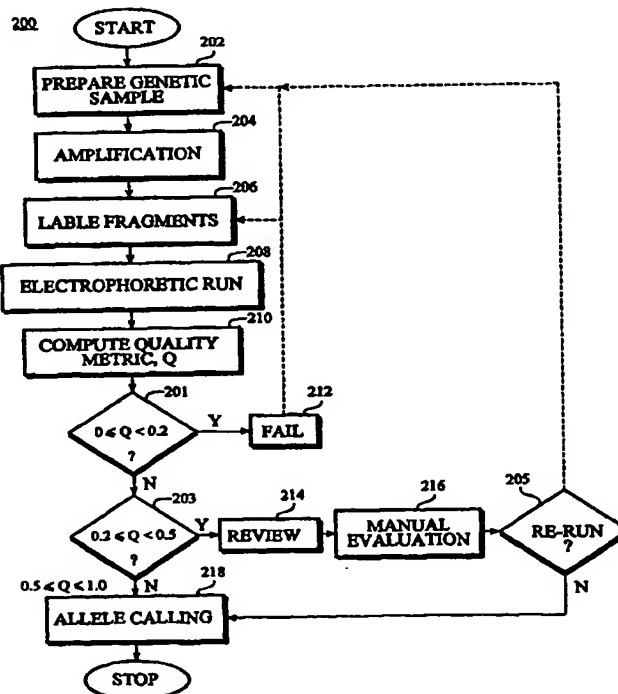 200
START
202
PREPARE GENETIC
SAMPLE
204
AMPLIFICATION
206
LABLE FRAGMENTS
208
ELECTROPHORETIC RUN
210
COMPUTE QUALITY
METRIC, Q
201
0 ⩽ Q < 0.2
?
Y
212
FAIL
N
203
0.2 ⩽ Q < 0.5
?
Y
214
REVIEW
216
MANUAL
EVALUATION
205
RE-RUN
?
N
0.5 ⩽ Q ⩽ 1.0
N
218
ALLELE CALLING
STOP